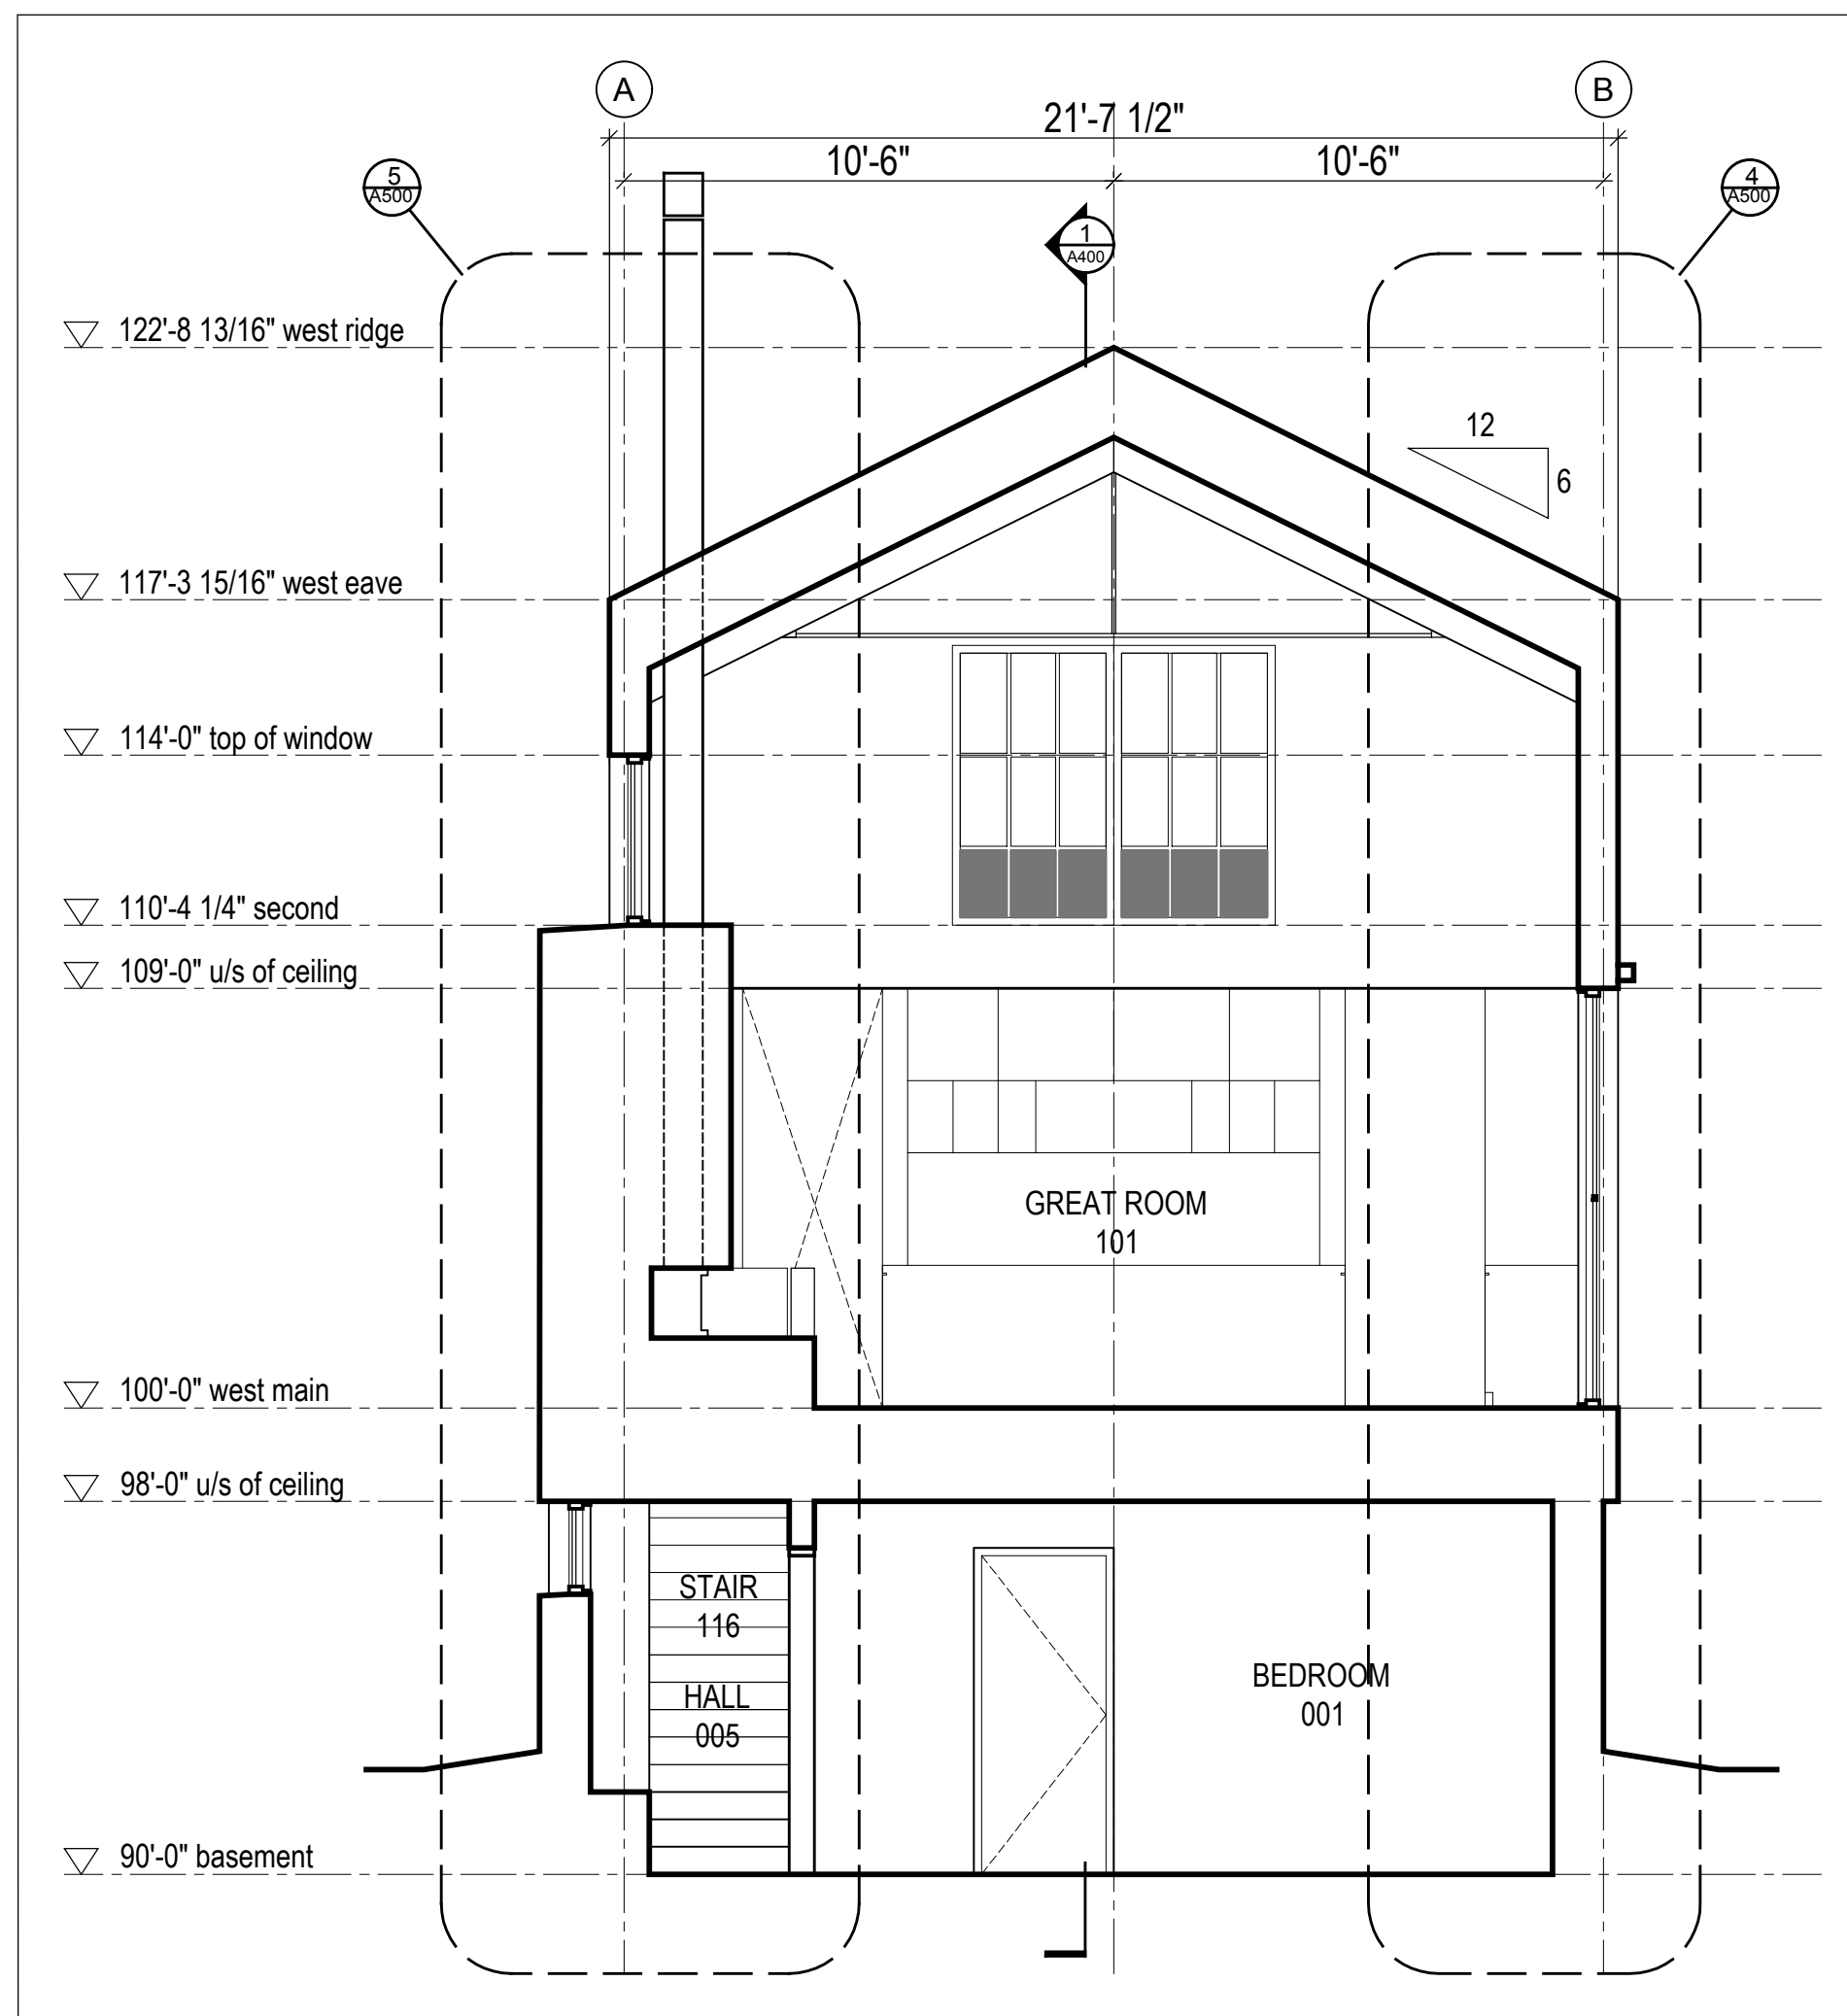 A
B
21'-7 1/2"
10'-6"
10'-6"
5
A500
4
A500
1
A400
122'-8 13/16" west ridge
12
6
117'-3 15/16" west eave
114'-0" top of window
110'-4 1/4" second
109'-0" u/s of ceiling
GREAT ROOM
101
100'-0" west main
98'-0" u/s of ceiling
STAIR
116
HALL
005
BEDROOM
001
90'-0" basement